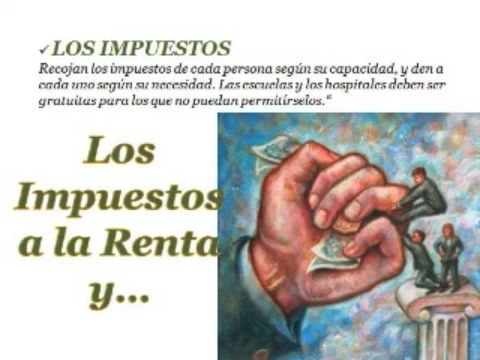 ✓LOS IMPUESTOS
Recojan los impuestos de cada persona según su capacidad, y den a
cada uno según su necesidad. Las escuelas y los hospitales deben ser
gratuitas para los que no puedan permitírselos.“
Los
Impuestos
a la Renta
y...